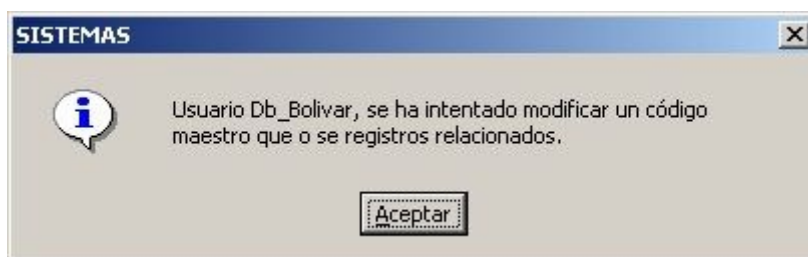 SISTEMAS
Usuario Db_Bolivar, se ha intentado modificar un código
maestro que o se registros relacionados.
Aceptar